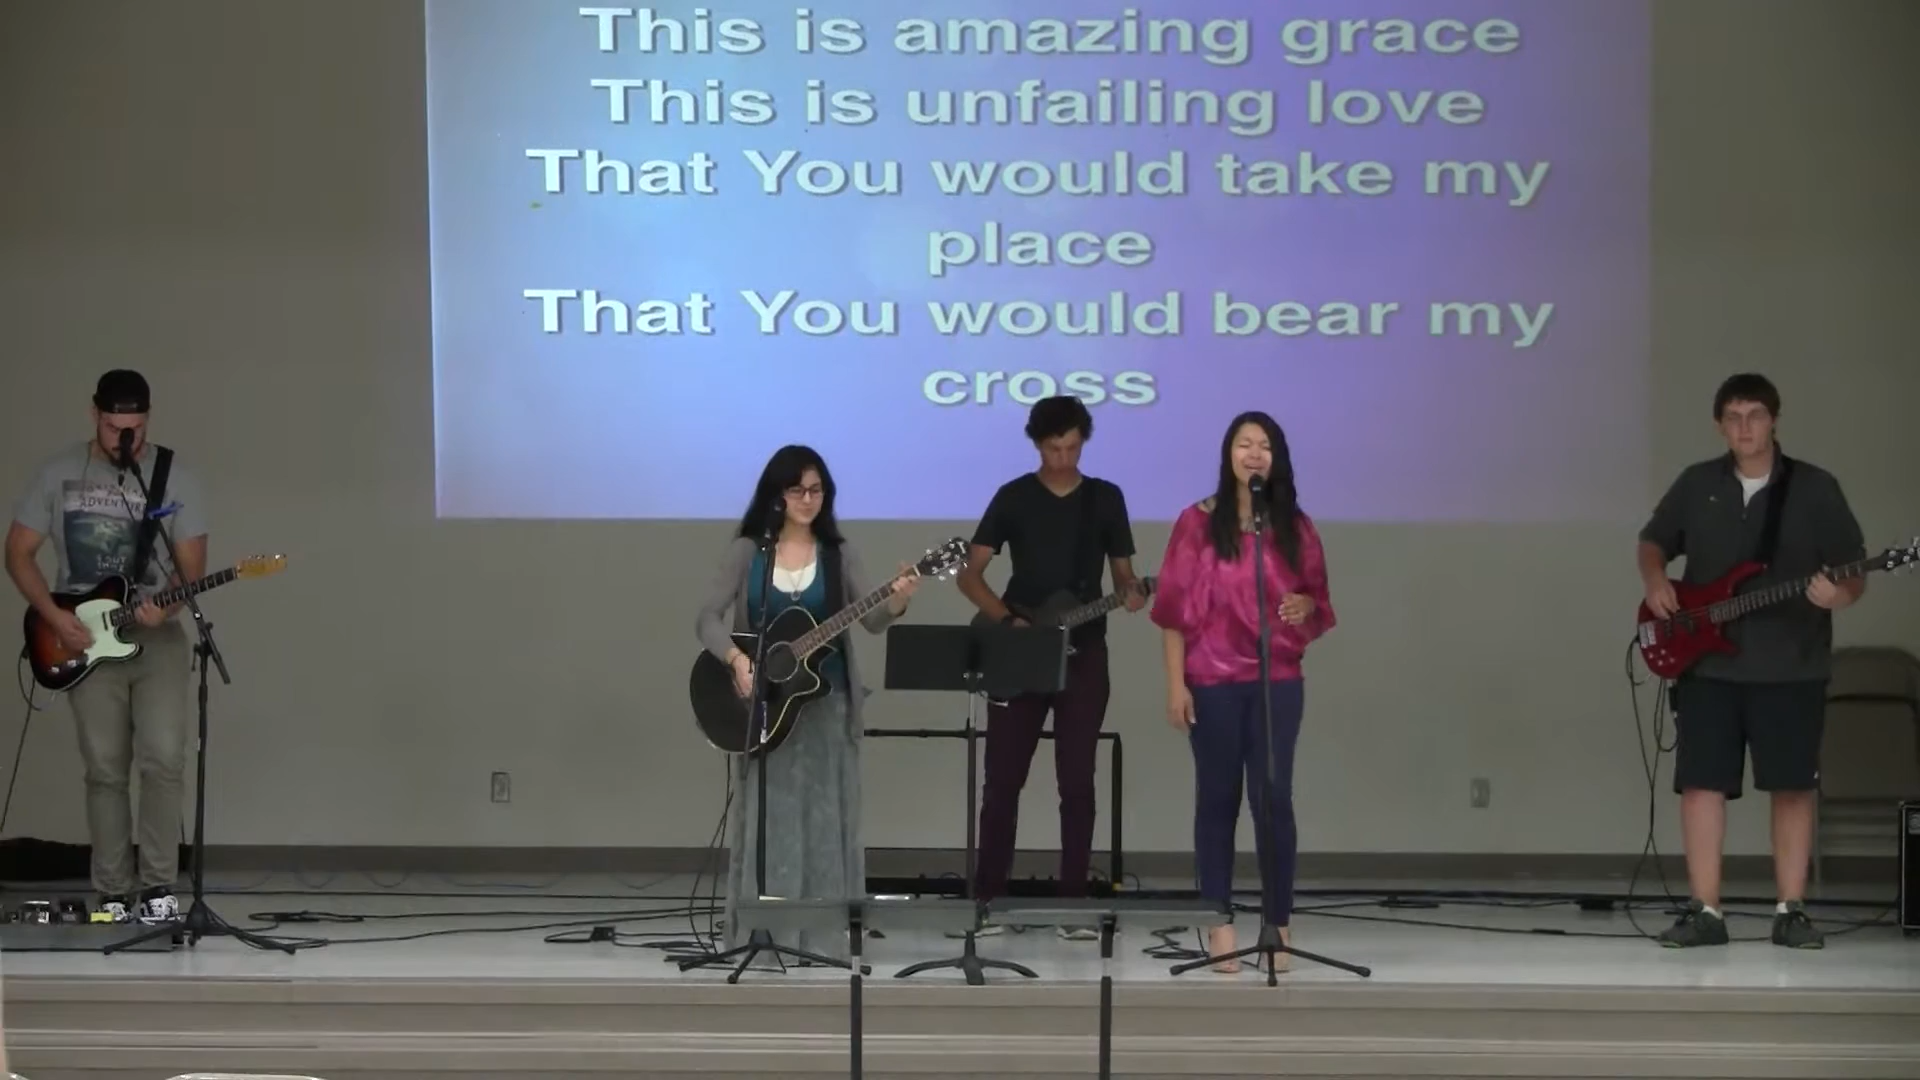 This is amazing grace
This is unfailing love
That You would take my
place
That You would bear my
cross
ADVENTURE